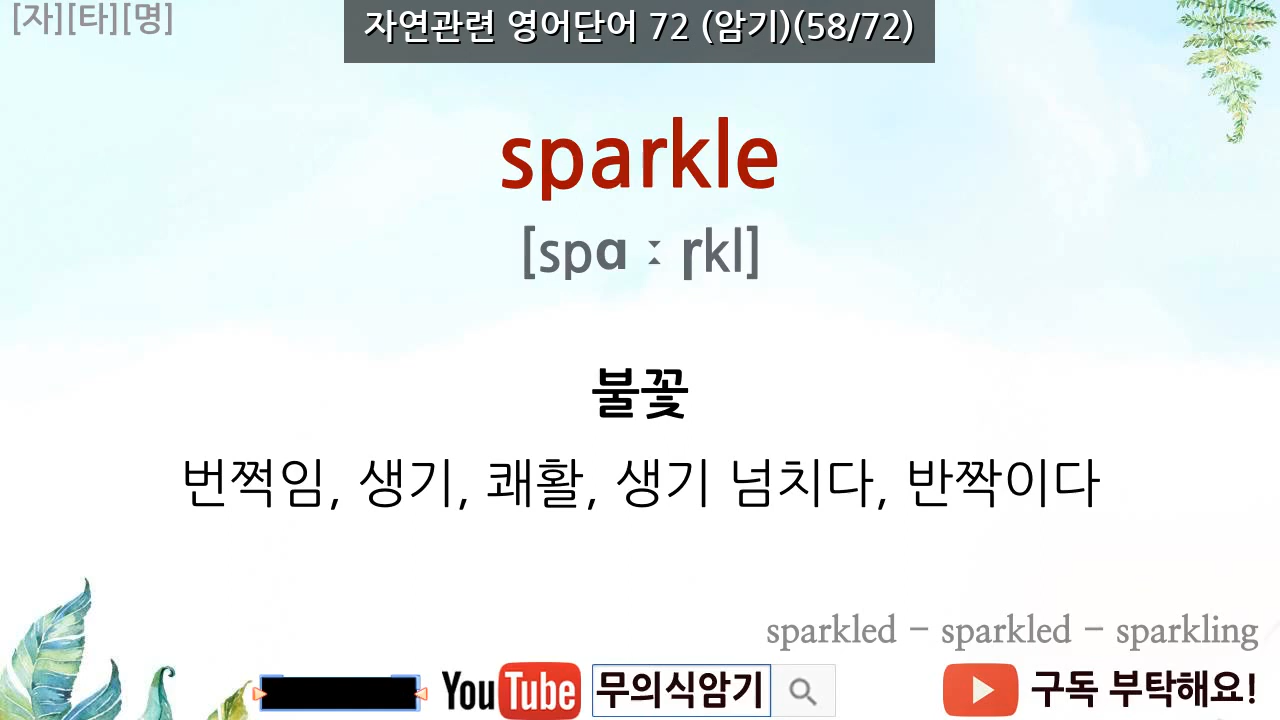 [자][타][명]
자연관련 영어단어 72 (암기)(58/72)
sparkle
[spɑːrkl]
불꽃
번쩍임, 생기, 쾌활, 생기 넘치다, 반짝이다
sparkled - sparkled - sparkling
YouTube 무의식암기 구독 부탁해요!